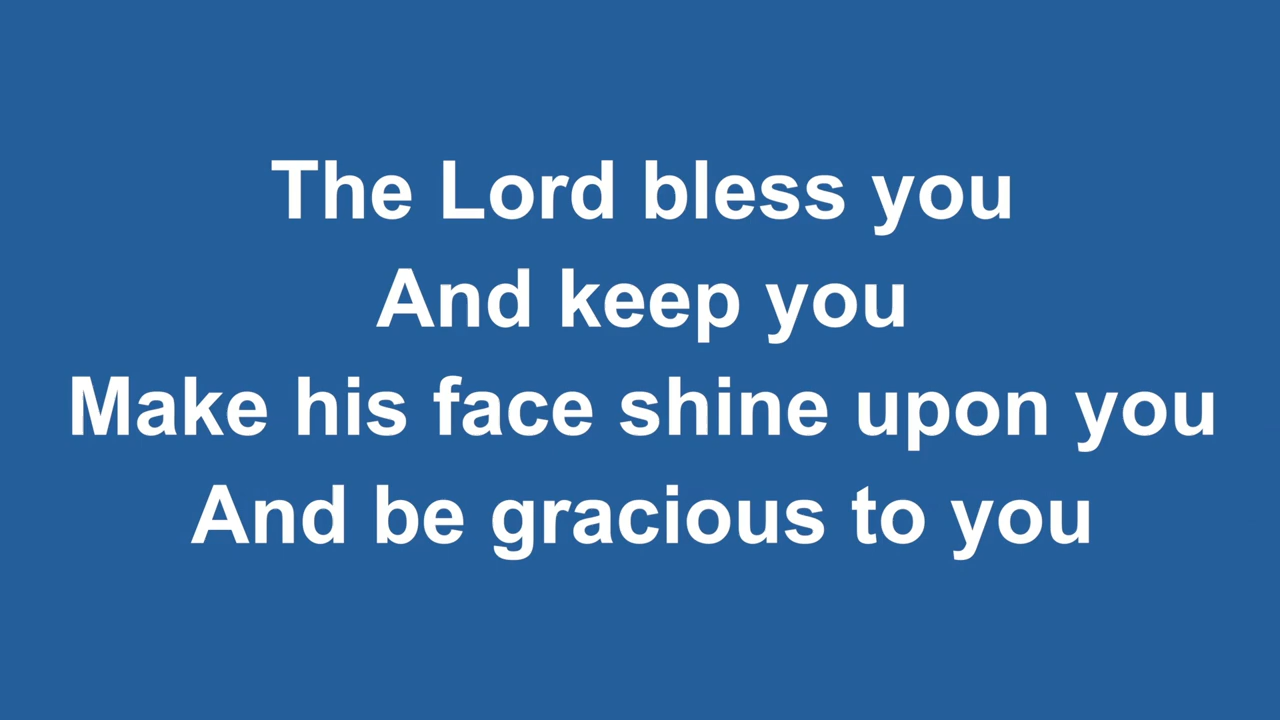 The Lord bless you
And keep you
Make his face shine upon you
And be gracious to you